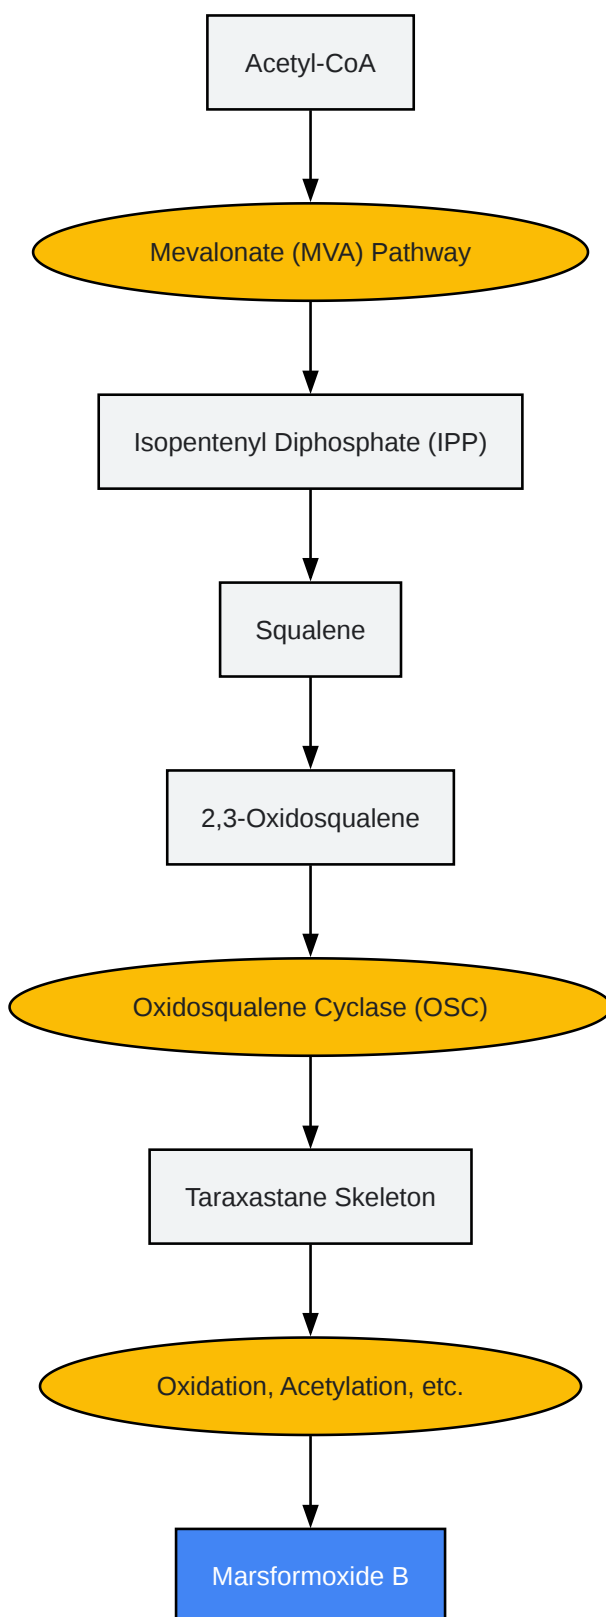 Acetyl-CoA
Mevalonate (MVA) Pathway
Isopentenyl Diphosphate (IPP)
Squalene
2,3-Oxidosqualene
Oxidosqualene Cyclase (OSC)
Taraxastane Skeleton
Oxidation, Acetylation, etc.
Marsformoxide B